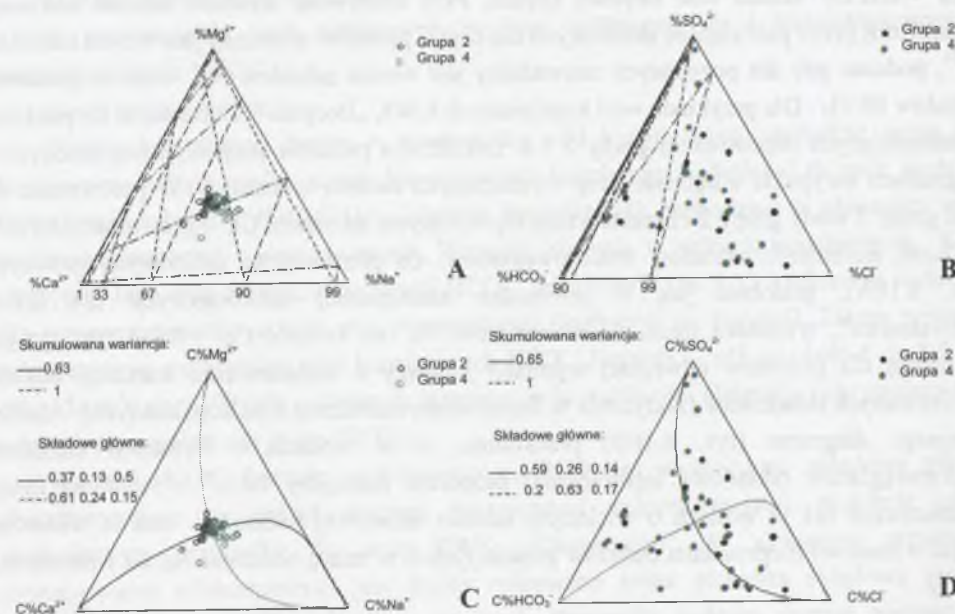 %Mg²⁺
Grupa 2
Grupa 4
%Ca²⁺
%Na⁺
33 67 90 99
A
%SO₄²⁻
Grupa 2
Grupa 4
%HCO₃⁻
%Cl⁻
90 99
B
Skumulowana wariancja:
0.63
1
Składowe główne:
0.37 0.13 0.5
0.61 0.24 0.15
C%Mg²⁺
Grupa 2
Grupa 4
C%Ca²⁺
C%Na⁺
C
Skumulowana wariancja:
0.65
1
Składowe główne:
0.59 0.26 0.14
0.2 0.63 0.17
C%SO₄²⁻
Grupa 2
Grupa 4
C%HCO₃⁻
C%Cl⁻
D